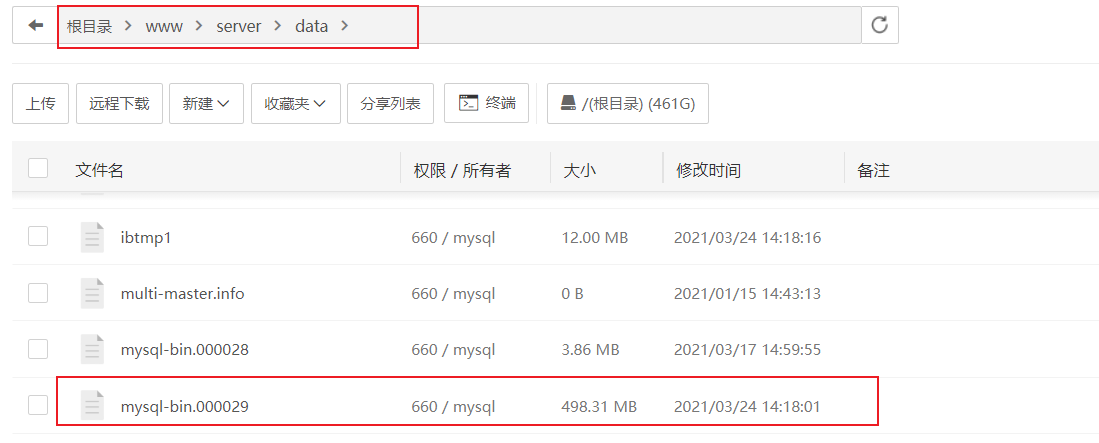 根目录 > www > server > data >
上传 远程下载 新建 收藏夹 分享列表 终端 /(根目录) (461G)
文件名 权限 / 所有者 大小 修改时间 备注
ibtmp1 660 / mysql 12.00 MB 2021/03/24 14:18:16
multi-master.info 660 / mysql 0 B 2021/01/15 14:43:13
mysql-bin.000028 660 / mysql 3.86 MB 2021/03/17 14:59:55
mysql-bin.000029 660 / mysql 498.31 MB 2021/03/24 14:18:01